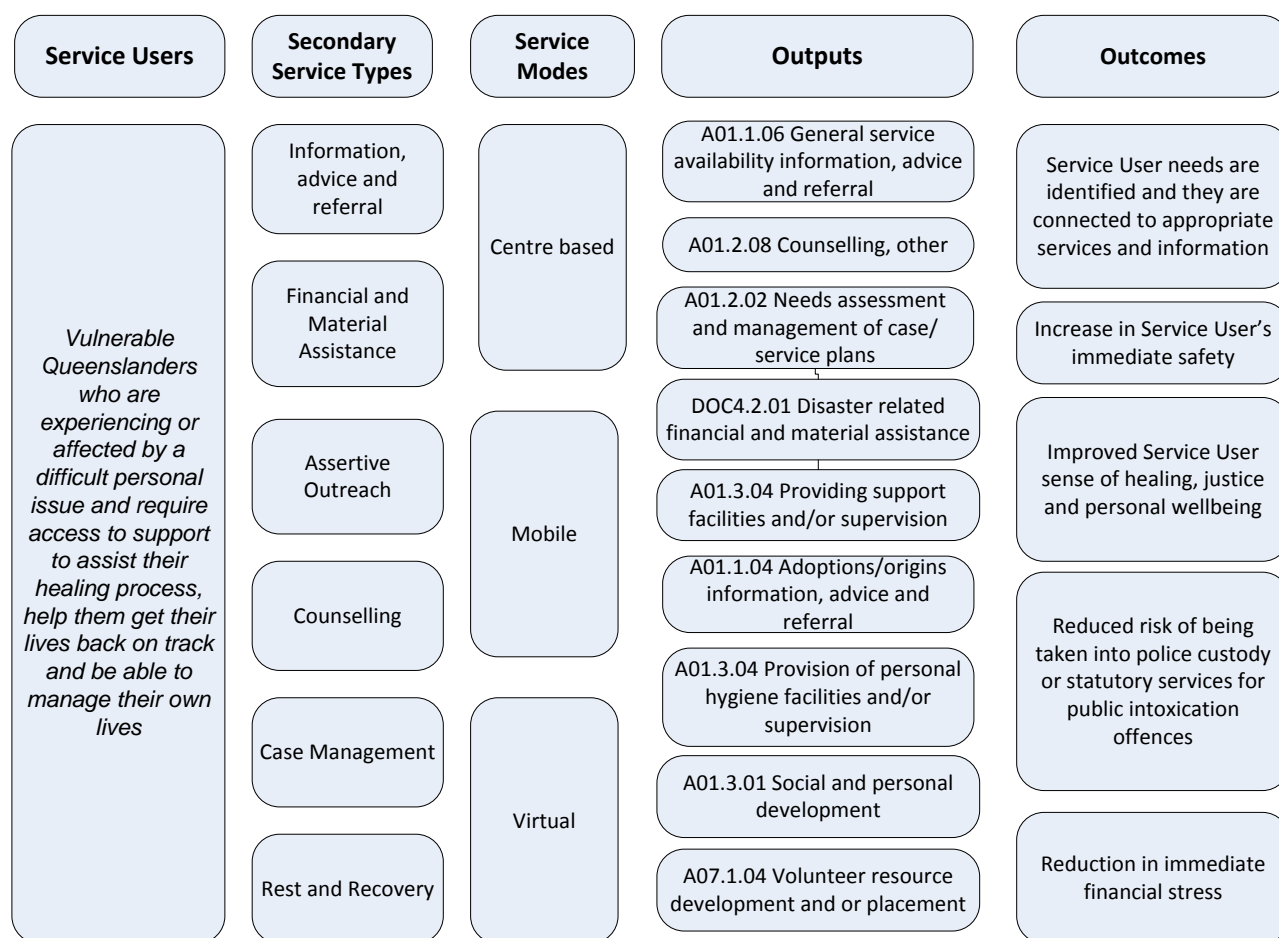 Service Users
Secondary
Service Types
Service
Modes
Outputs
Outcomes
Vulnerable
Queenslanders
who are
experiencing or
affected by a
difficult personal
issue and require
access to support
to assist their
healing process,
help them get their
lives back on track
and be able to
manage their own
lives
Information,
advice and
referral
Financial and
Material
Assistance
Assertive
Outreach
Counselling
Case Management
Rest and Recovery
Centre based
Mobile
Virtual
A01.1.06 General service
availability information, advice
and referral
A01.2.08 Counselling, other
A01.2.02 Needs assessment
and management of case/
service plans
DOC4.2.01 Disaster related
financial and material assistance
A01.3.04 Providing support
facilities and/or supervision
A01.1.04 Adoptions/origins
information, advice and
referral
A01.3.04 Provision of personal
hygiene facilities and/or
supervision
A01.3.01 Social and personal
development
A07.1.04 Volunteer resource
development and or placement
Service User needs are
identified and they are
connected to appropriate
services and information
Increase in Service User’s
immediate safety
Improved Service User
sense of healing, justice
and personal wellbeing
Reduced risk of being
taken into police custody
or statutory services for
public intoxication
offences
Reduction in immediate
financial stress